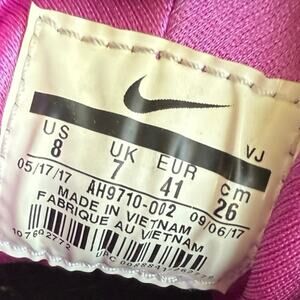 VJ
US UK EUR cm
8 7 41 26
05/17/17 AH9710-002 09/06/17
MADE IN VIETNAM
FABRIQUE AU VIETNAM
107602772